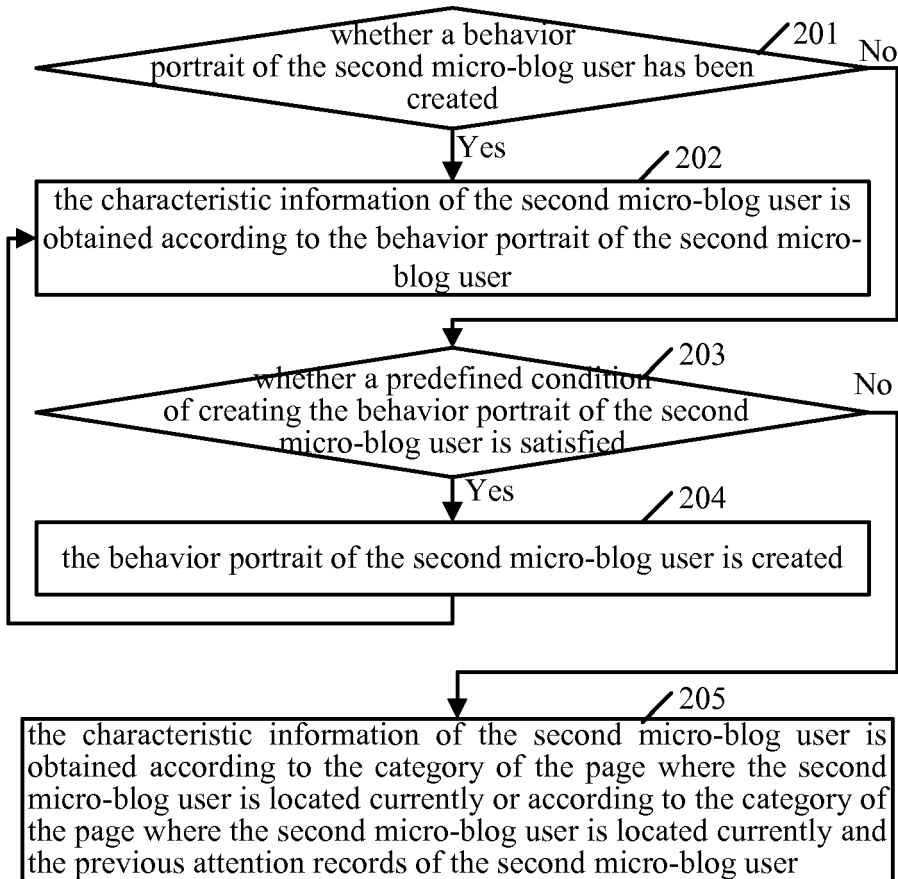 whether a behavior
portrait of the second micro-blog user has been
created
201
No
Yes
202
the characteristic information of the second micro-blog user is
obtained according to the behavior portrait of the second micro-
blog user
203
whether a predefined condition
of creating the behavior portrait of the second
micro-blog user is satisfied
No
Yes
204
the behavior portrait of the second micro-blog user is created
205
the characteristic information of the second micro-blog user is
obtained according to the category of the page where the second
micro-blog user is located currently or according to the category of
the page where the second micro-blog user is located currently and
the previous attention records of the second micro-blog user